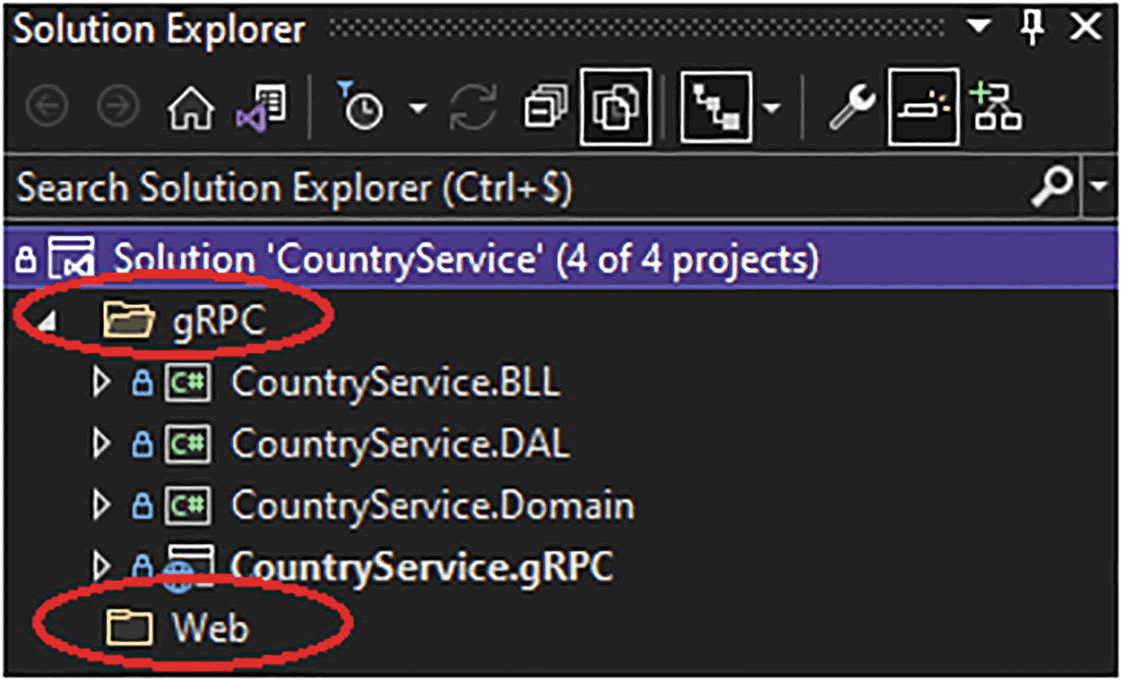 Solution Explorer
Search Solution Explorer (Ctrl+$)
Solution 'CountryService' (4 of 4 projects)
gRPC
C# CountryService.BLL
C# CountryService.DAL
C# CountryService.Domain
CountryService.gRPC
Web